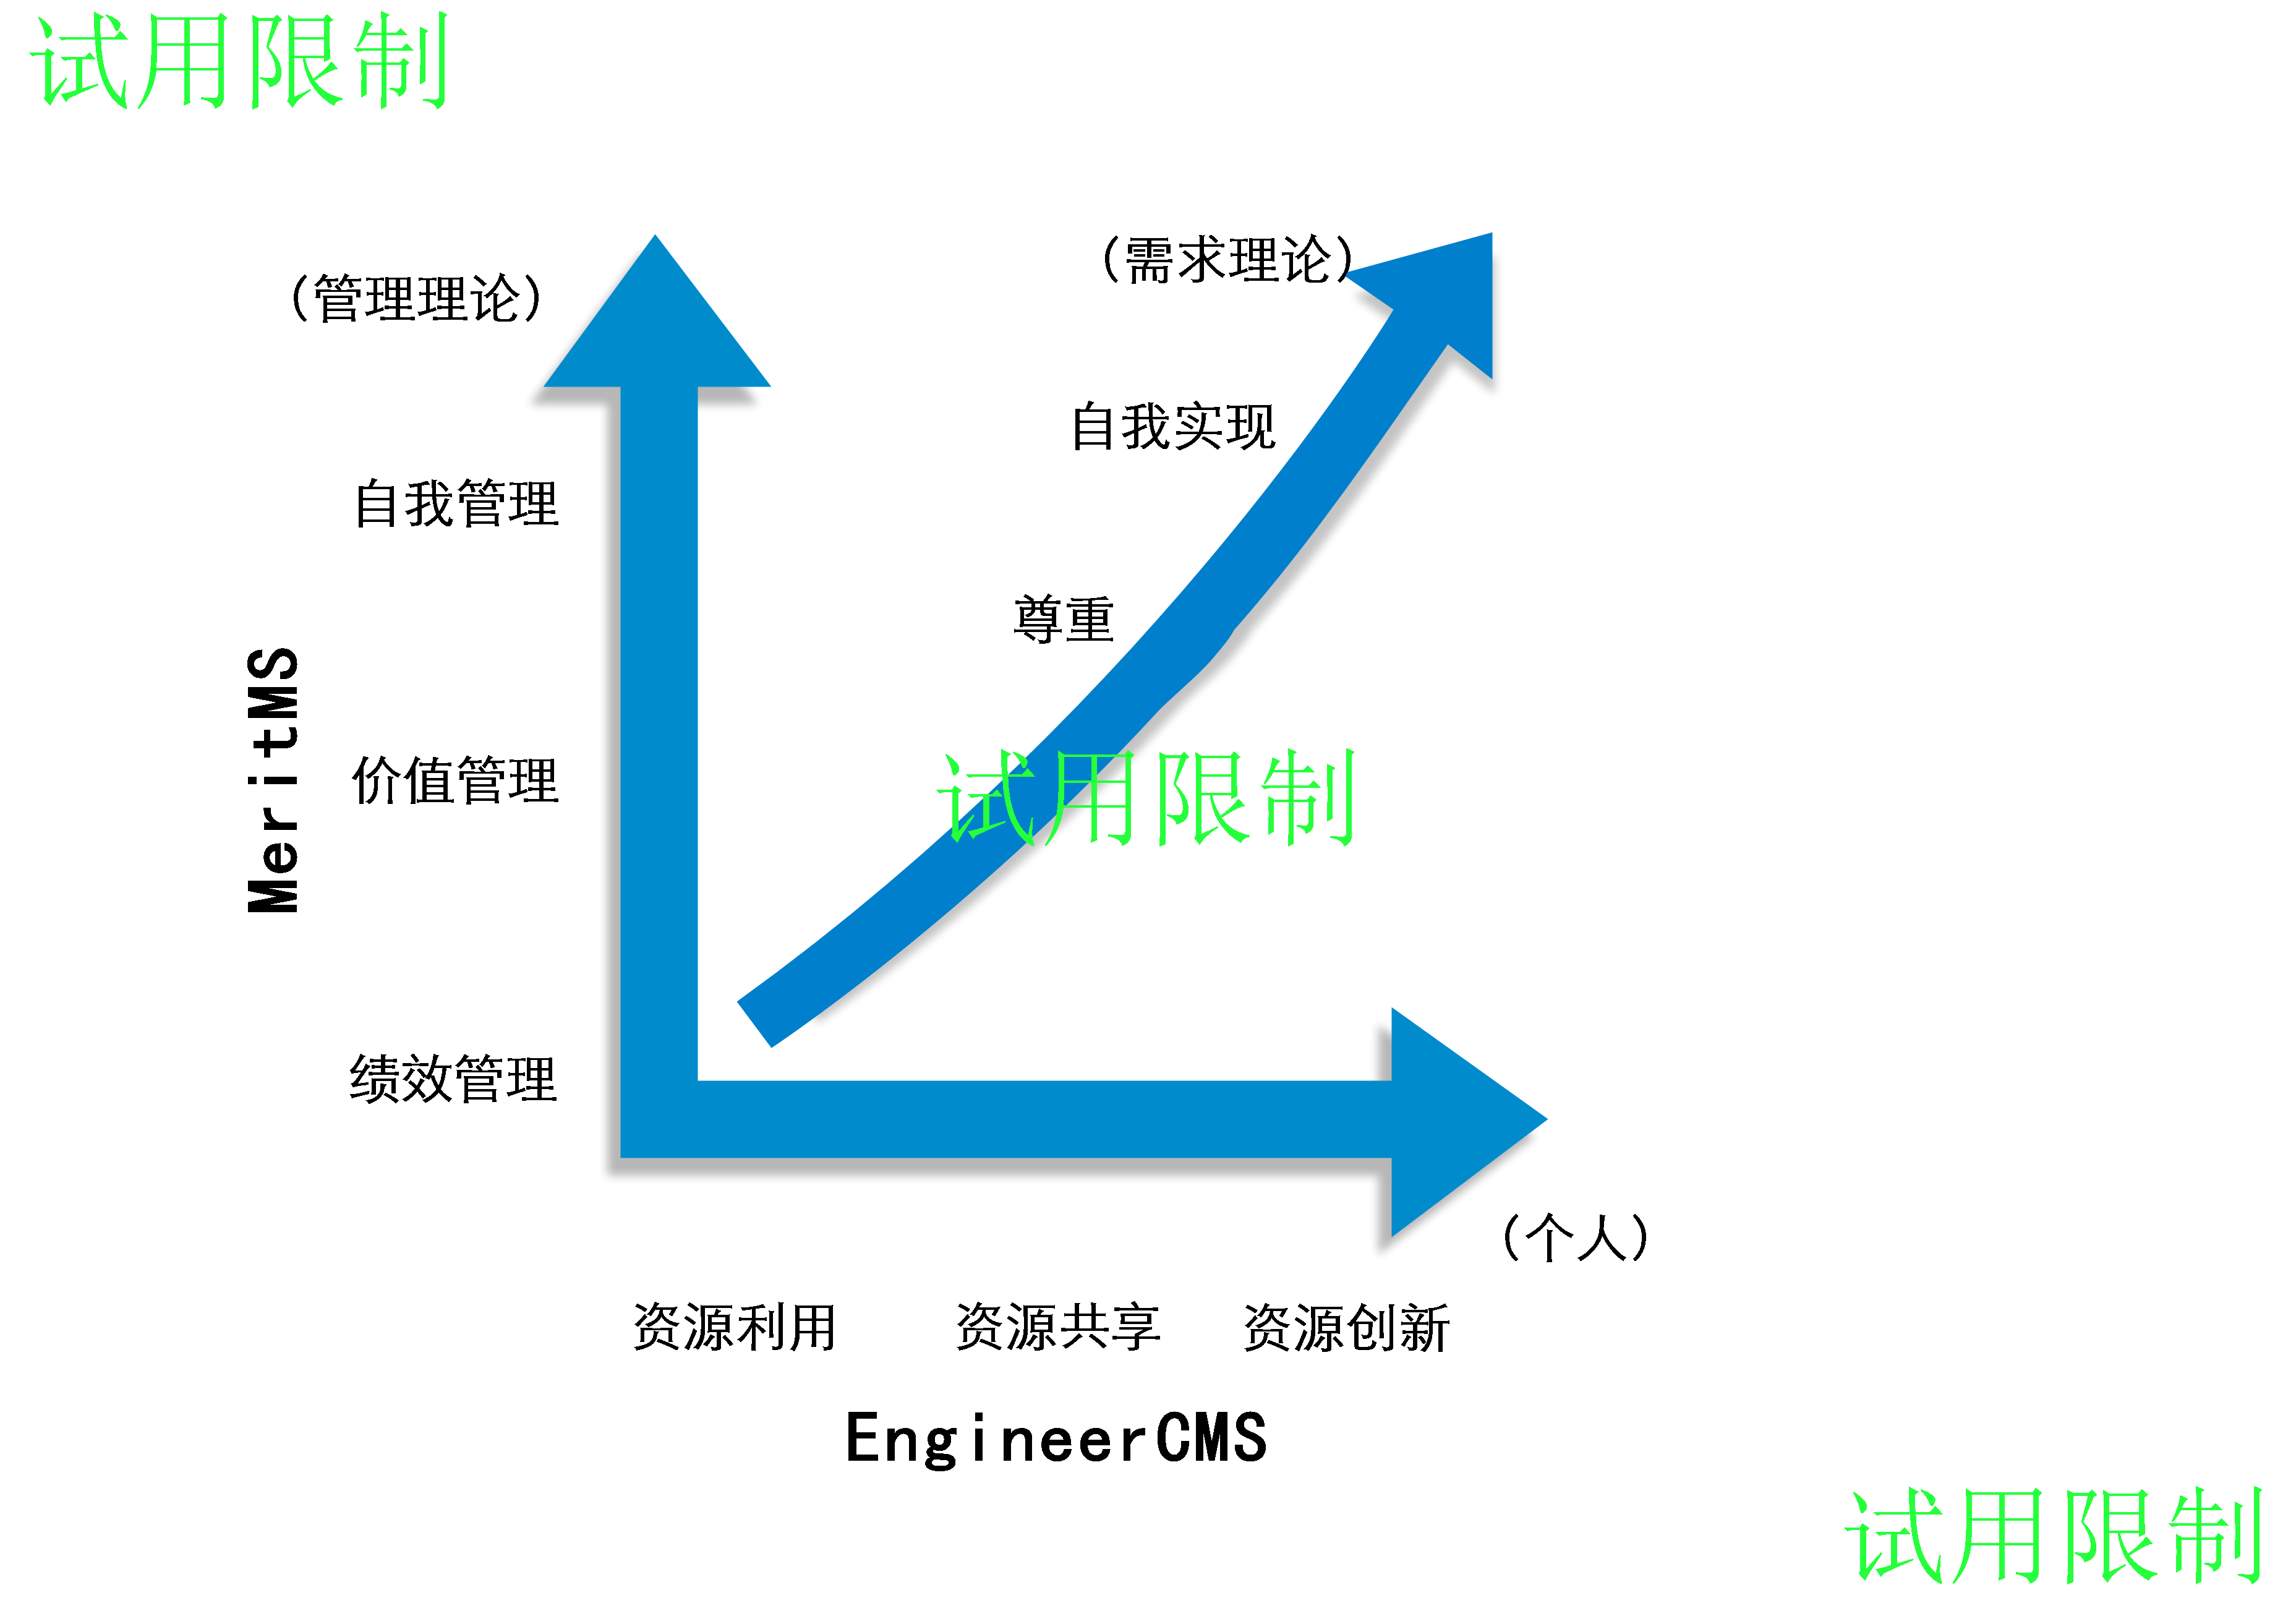 试用限制
（需求理论）
（管理理论）
自我实现
自我管理
尊重
MeritMS
价值管理
试用限制
绩效管理
（个人）
资源利用
资源共享
资源创新
EngineerCMS
试用限制